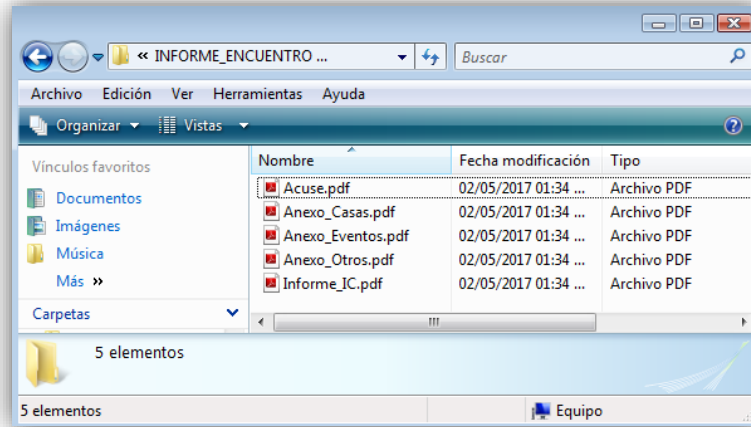 « INFORME_ENCUENTRO ... Buscar
Archivo Edición Ver Herramientas Ayuda
Organizar Vistas
Vínculos favoritos
Documentos
Imágenes
Música
Más »
Carpetas
Nombre Fecha modificación Tipo
Acuse.pdf 02/05/2017 01:34 ... Archivo PDF
Anexo_Casas.pdf 02/05/2017 01:34 ... Archivo PDF
Anexo_Eventos.pdf 02/05/2017 01:34 ... Archivo PDF
Anexo_Otros.pdf 02/05/2017 01:34 ... Archivo PDF
Informe_IC.pdf 02/05/2017 01:34 ... Archivo PDF
5 elementos
5 elementos Equipo